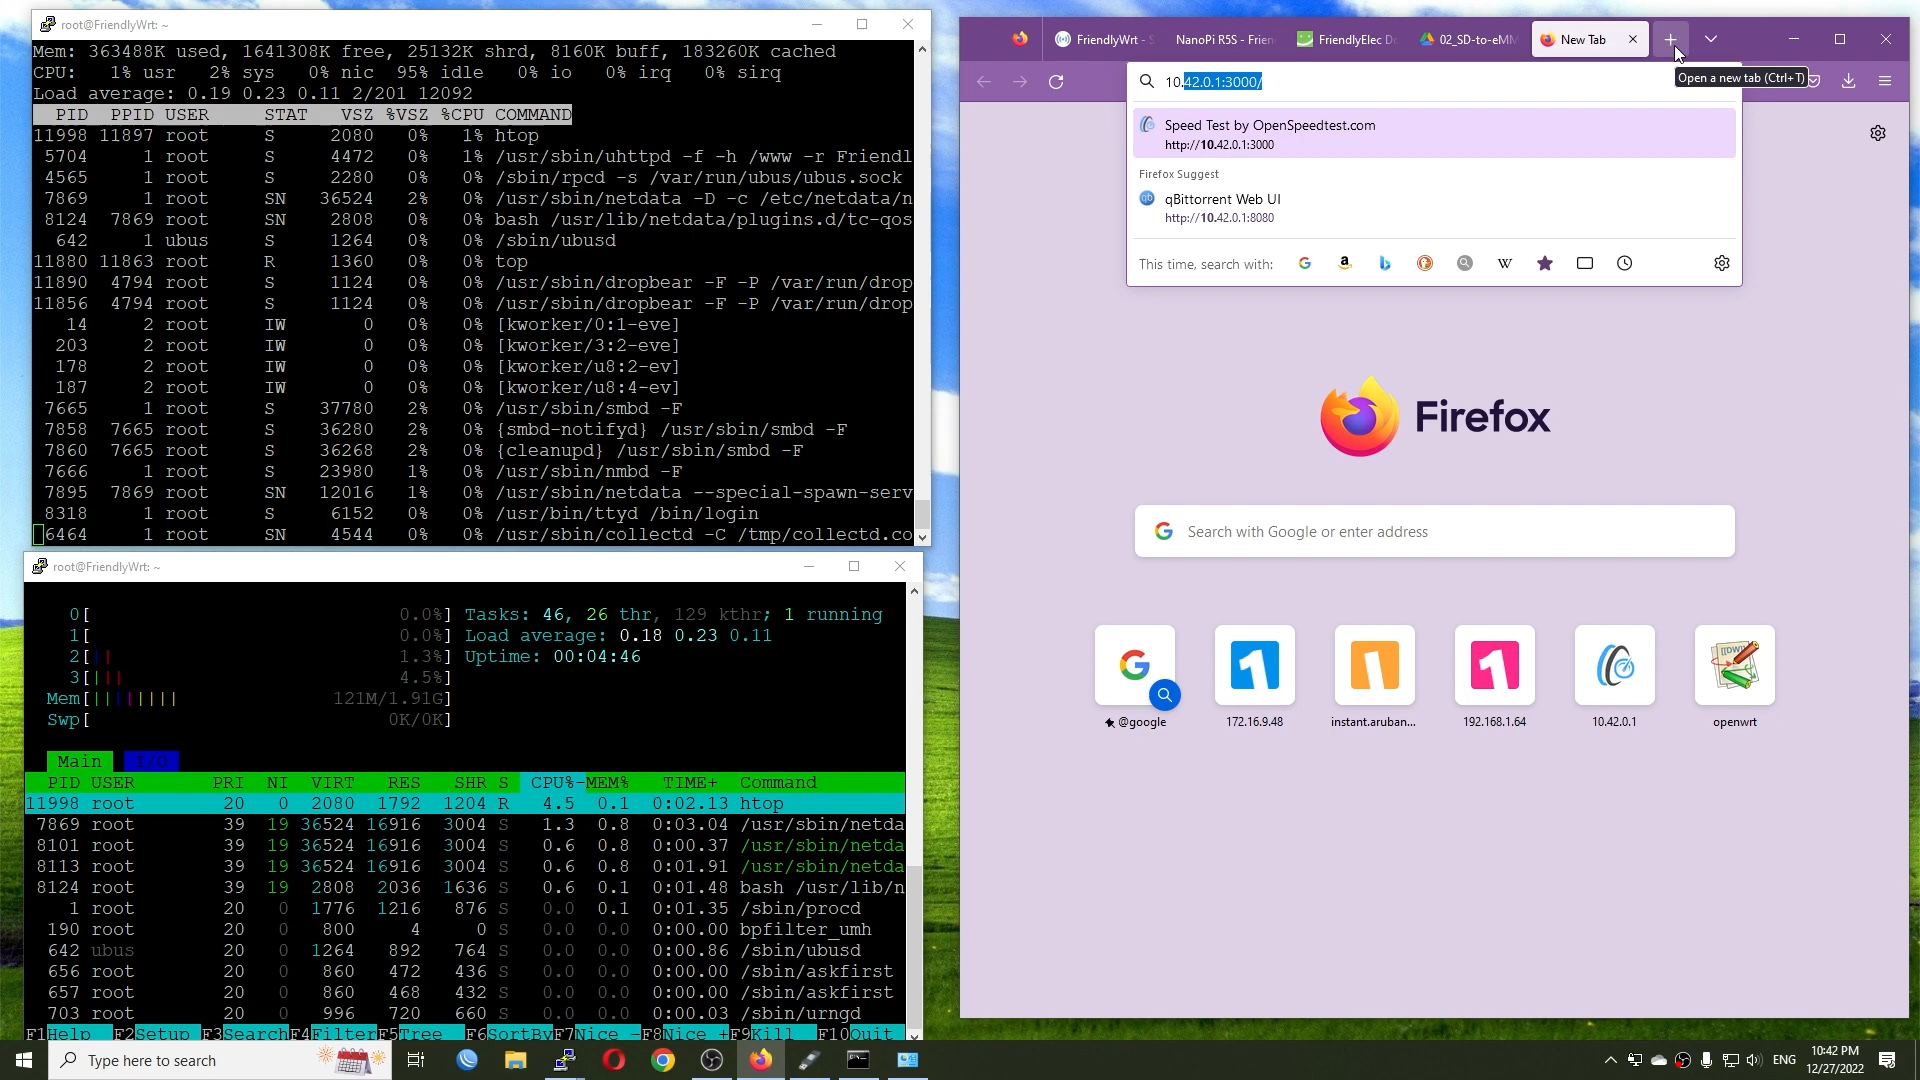 root@FriendlyWrt: ~
Mem: 363488K used, 1641308K free, 25132K shrd, 8160K buff, 183260K cached
CPU:   1% usr   2% sys   0% nic  95% idle   0% io   0% irq   0% sirq
Load average: 0.19 0.23 0.11 2/201 12092
PID  PPID USER     STAT   VSZ %VSZ %CPU COMMAND
11998 11897 root     S     2080   0%   1% htop
5704     1 root     S     4472   0%   1% /usr/sbin/uhttpd -f -h /www -r Friendl
4565     1 root     S     2280   0%   0% /sbin/rpcd -s /var/run/ubus/ubus.sock
7869     1 root     SN   36524   2%   0% /usr/sbin/netdata -D -c /etc/netdata/n
8124  7869 root     SN    2808   0%   0% bash /usr/lib/netdata/plugins.d/tc-qos
642     1 ubus     S     1264   0%   0% /sbin/ubusd
11880 11863 root     R     1360   0%   0% top
11890  4794 root     S     1124   0%   0% /usr/sbin/dropbear -F -P /var/run/drop
11856  4794 root     S     1124   0%   0% /usr/sbin/dropbear -F -P /var/run/drop
14     2 root     IW       0   0%   0% [kworker/0:1-eve]
203     2 root     IW       0   0%   0% [kworker/3:2-eve]
178     2 root     IW       0   0%   0% [kworker/u8:2-ev]
187     2 root     IW       0   0%   0% [kworker/u8:4-ev]
7665     1 root     S    37780   2%   0% /usr/sbin/smbd -F
7858  7665 root     S    36280   2%   0% {smbd-notifyd} /usr/sbin/smbd -F
7860  7665 root     S    36268   2%   0% {cleanupd} /usr/sbin/smbd -F
7666     1 root     S    23980   1%   0% /usr/sbin/nmbd -F
7895  7869 root     SN   12016   1%   0% /usr/sbin/netdata --special-spawn-serv
8318     1 root     S     6152   0%   0% /usr/bin/ttyd /bin/login
6464     1 root     SN    4544   0%   0% /usr/sbin/collectd -C /tmp/collectd.co
root@FriendlyWrt: ~
0[ 0.0%] Tasks: 46, 26 thr, 129 kthr; 1 running
1[ 0.0%] Load average: 0.18 0.23 0.11
2[|| 1.3%] Uptime: 00:04:46
3[||| 4.5%]
Mem[||||||||| 121M/1.91G]
Swp[ 0K/0K]
Main I/O
PID USER PRI NI VIRT RES SHR S CPU%-MEM% TIME+ Command
11998 root 20 0 2080 1792 1204 R 4.5 0.1 0:02.13 htop
7869 root 39 19 36524 16916 3004 S 1.3 0.8 0:03.04 /usr/sbin/netda
8101 root 39 19 36524 16916 3004 S 0.6 0.8 0:00.37 /usr/sbin/netda
8113 root 39 19 36524 16916 3004 S 0.6 0.8 0:01.91 /usr/sbin/netda
8124 root 39 19 2808 2036 1636 S 0.6 0.1 0:01.48 bash /usr/lib/n
1 root 20 0 1776 1216 876 S 0.0 0.1 0:01.35 /sbin/procd
190 root 20 0 800 4 0 S 0.0 0.0 0:00.00 bpfilter_umh
642 ubus 20 0 1264 892 764 S 0.0 0.0 0:00.86 /sbin/ubusd
656 root 20 0 860 472 436 S 0.0 0.0 0:00.00 /sbin/askfirst
657 root 20 0 860 468 432 S 0.0 0.0 0:00.00 /sbin/askfirst
703 root 20 0 996 720 660 S 0.0 0.0 0:00.03 /sbin/urngd
F1Help F2Setup F3SearchF4FilterF5Tree F6SortByF7Nice -F8Nice +F9Kill F10Quit
FriendlyWrt - S
NanoPi R5S - Frien
FriendlyElec Do
02_SD-to-eMM
New Tab
Open a new tab (Ctrl+T)
10.42.0.1:3000/
Speed Test by OpenSpeedtest.com
http://10.42.0.1:3000
Firefox Suggest
qBittorrent Web UI
http://10.42.0.1:8080
This time, search with:
Firefox
Search with Google or enter address
@google
172.16.9.48
instant.aruban...
192.168.1.64
10.42.0.1
openwrt
Type here to search
ENG
10:42 PM
12/27/2022